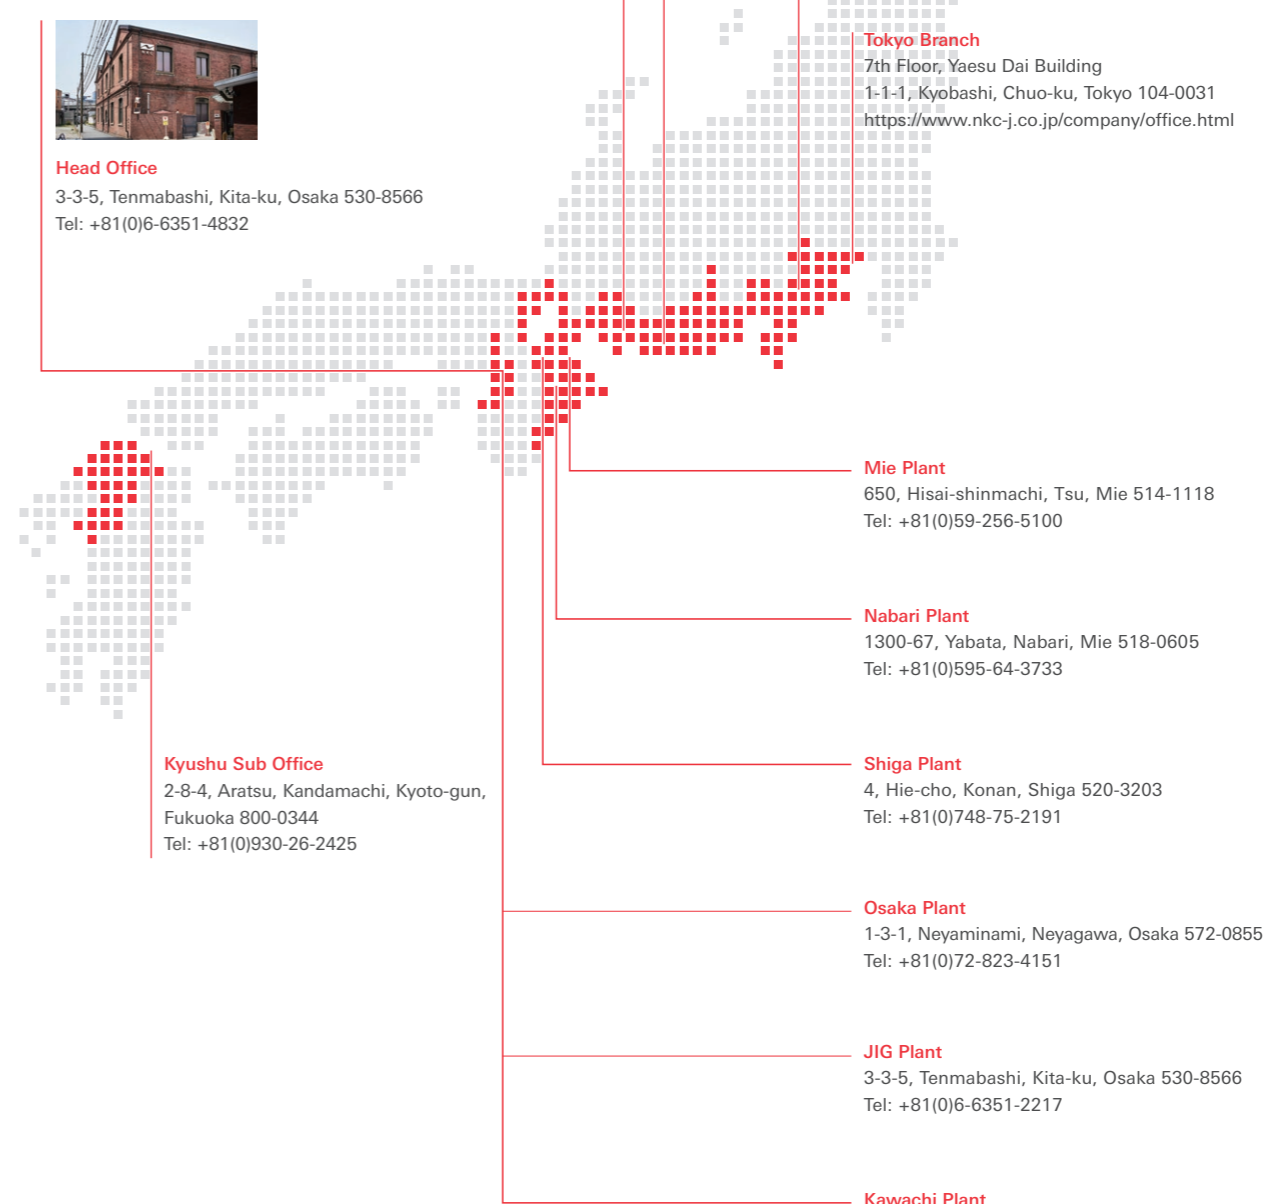 Tokyo Branch
7th Floor, Yaesu Dai Building
1-1-1, Kyobashi, Chuo-ku, Tokyo 104-0031
https://www.nkc-j.co.jp/company/office.html
Head Office
3-3-5, Tenmabashi, Kita-ku, Osaka 530-8566
Tel: +81(0)6-6351-4832
Mie Plant
650, Hisai-shinmachi, Tsu, Mie 514-1118
Tel: +81(0)59-256-5100
Nabari Plant
1300-67, Yabata, Nabari, Mie 518-0605
Tel: +81(0)595-64-3733
Kyushu Sub Office
2-8-4, Aratsu, Kandamachi, Kyoto-gun,
Fukuoka 800-0344
Tel: +81(0)930-26-2425
Shiga Plant
4, Hie-cho, Konan, Shiga 520-3203
Tel: +81(0)748-75-2191
Osaka Plant
1-3-1, Neyaminami, Neyagawa, Osaka 572-0855
Tel: +81(0)72-823-4151
JIG Plant
3-3-5, Tenmabashi, Kita-ku, Osaka 530-8566
Tel: +81(0)6-6351-2217
Kawachi Plant